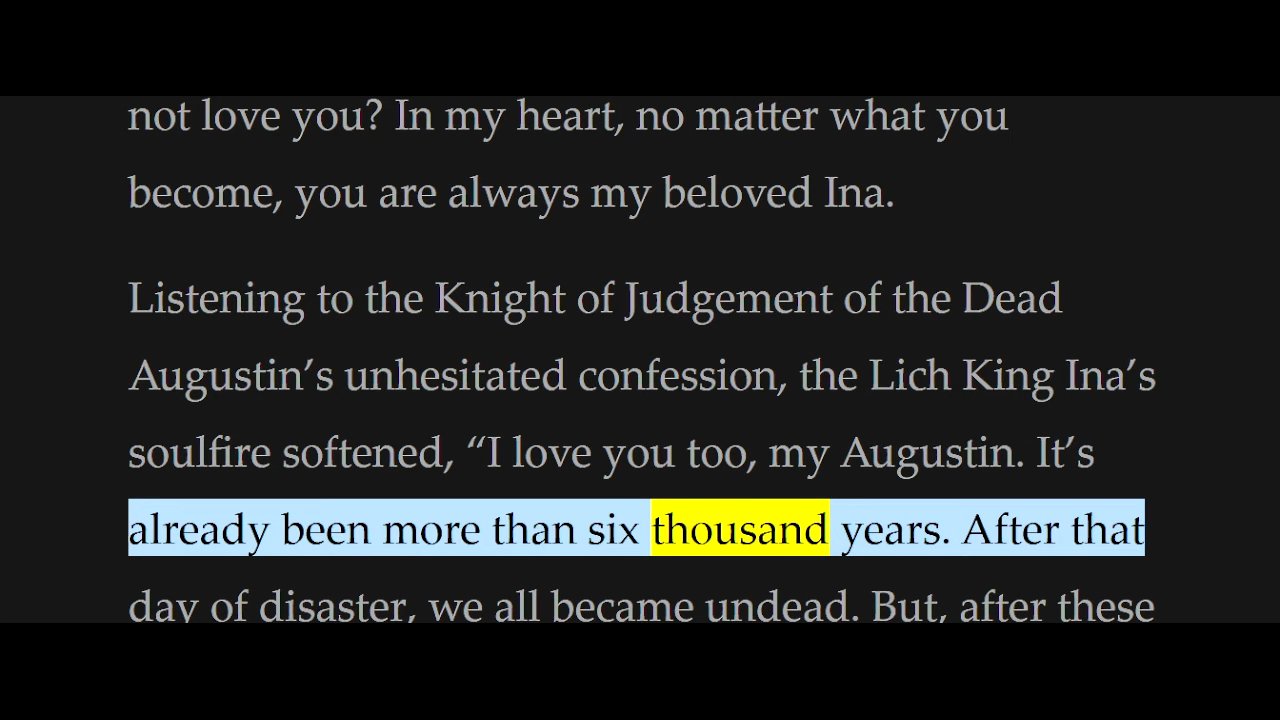 not love you? In my heart, no matter what you
become, you are always my beloved Ina.
Listening to the Knight of Judgement of the Dead
Augustin’s unhesitated confession, the Lich King Ina’s
soulfire softened, “I love you too, my Augustin. It’s
already been more than six thousand years. After that
day of disaster, we all became undead. But, after these